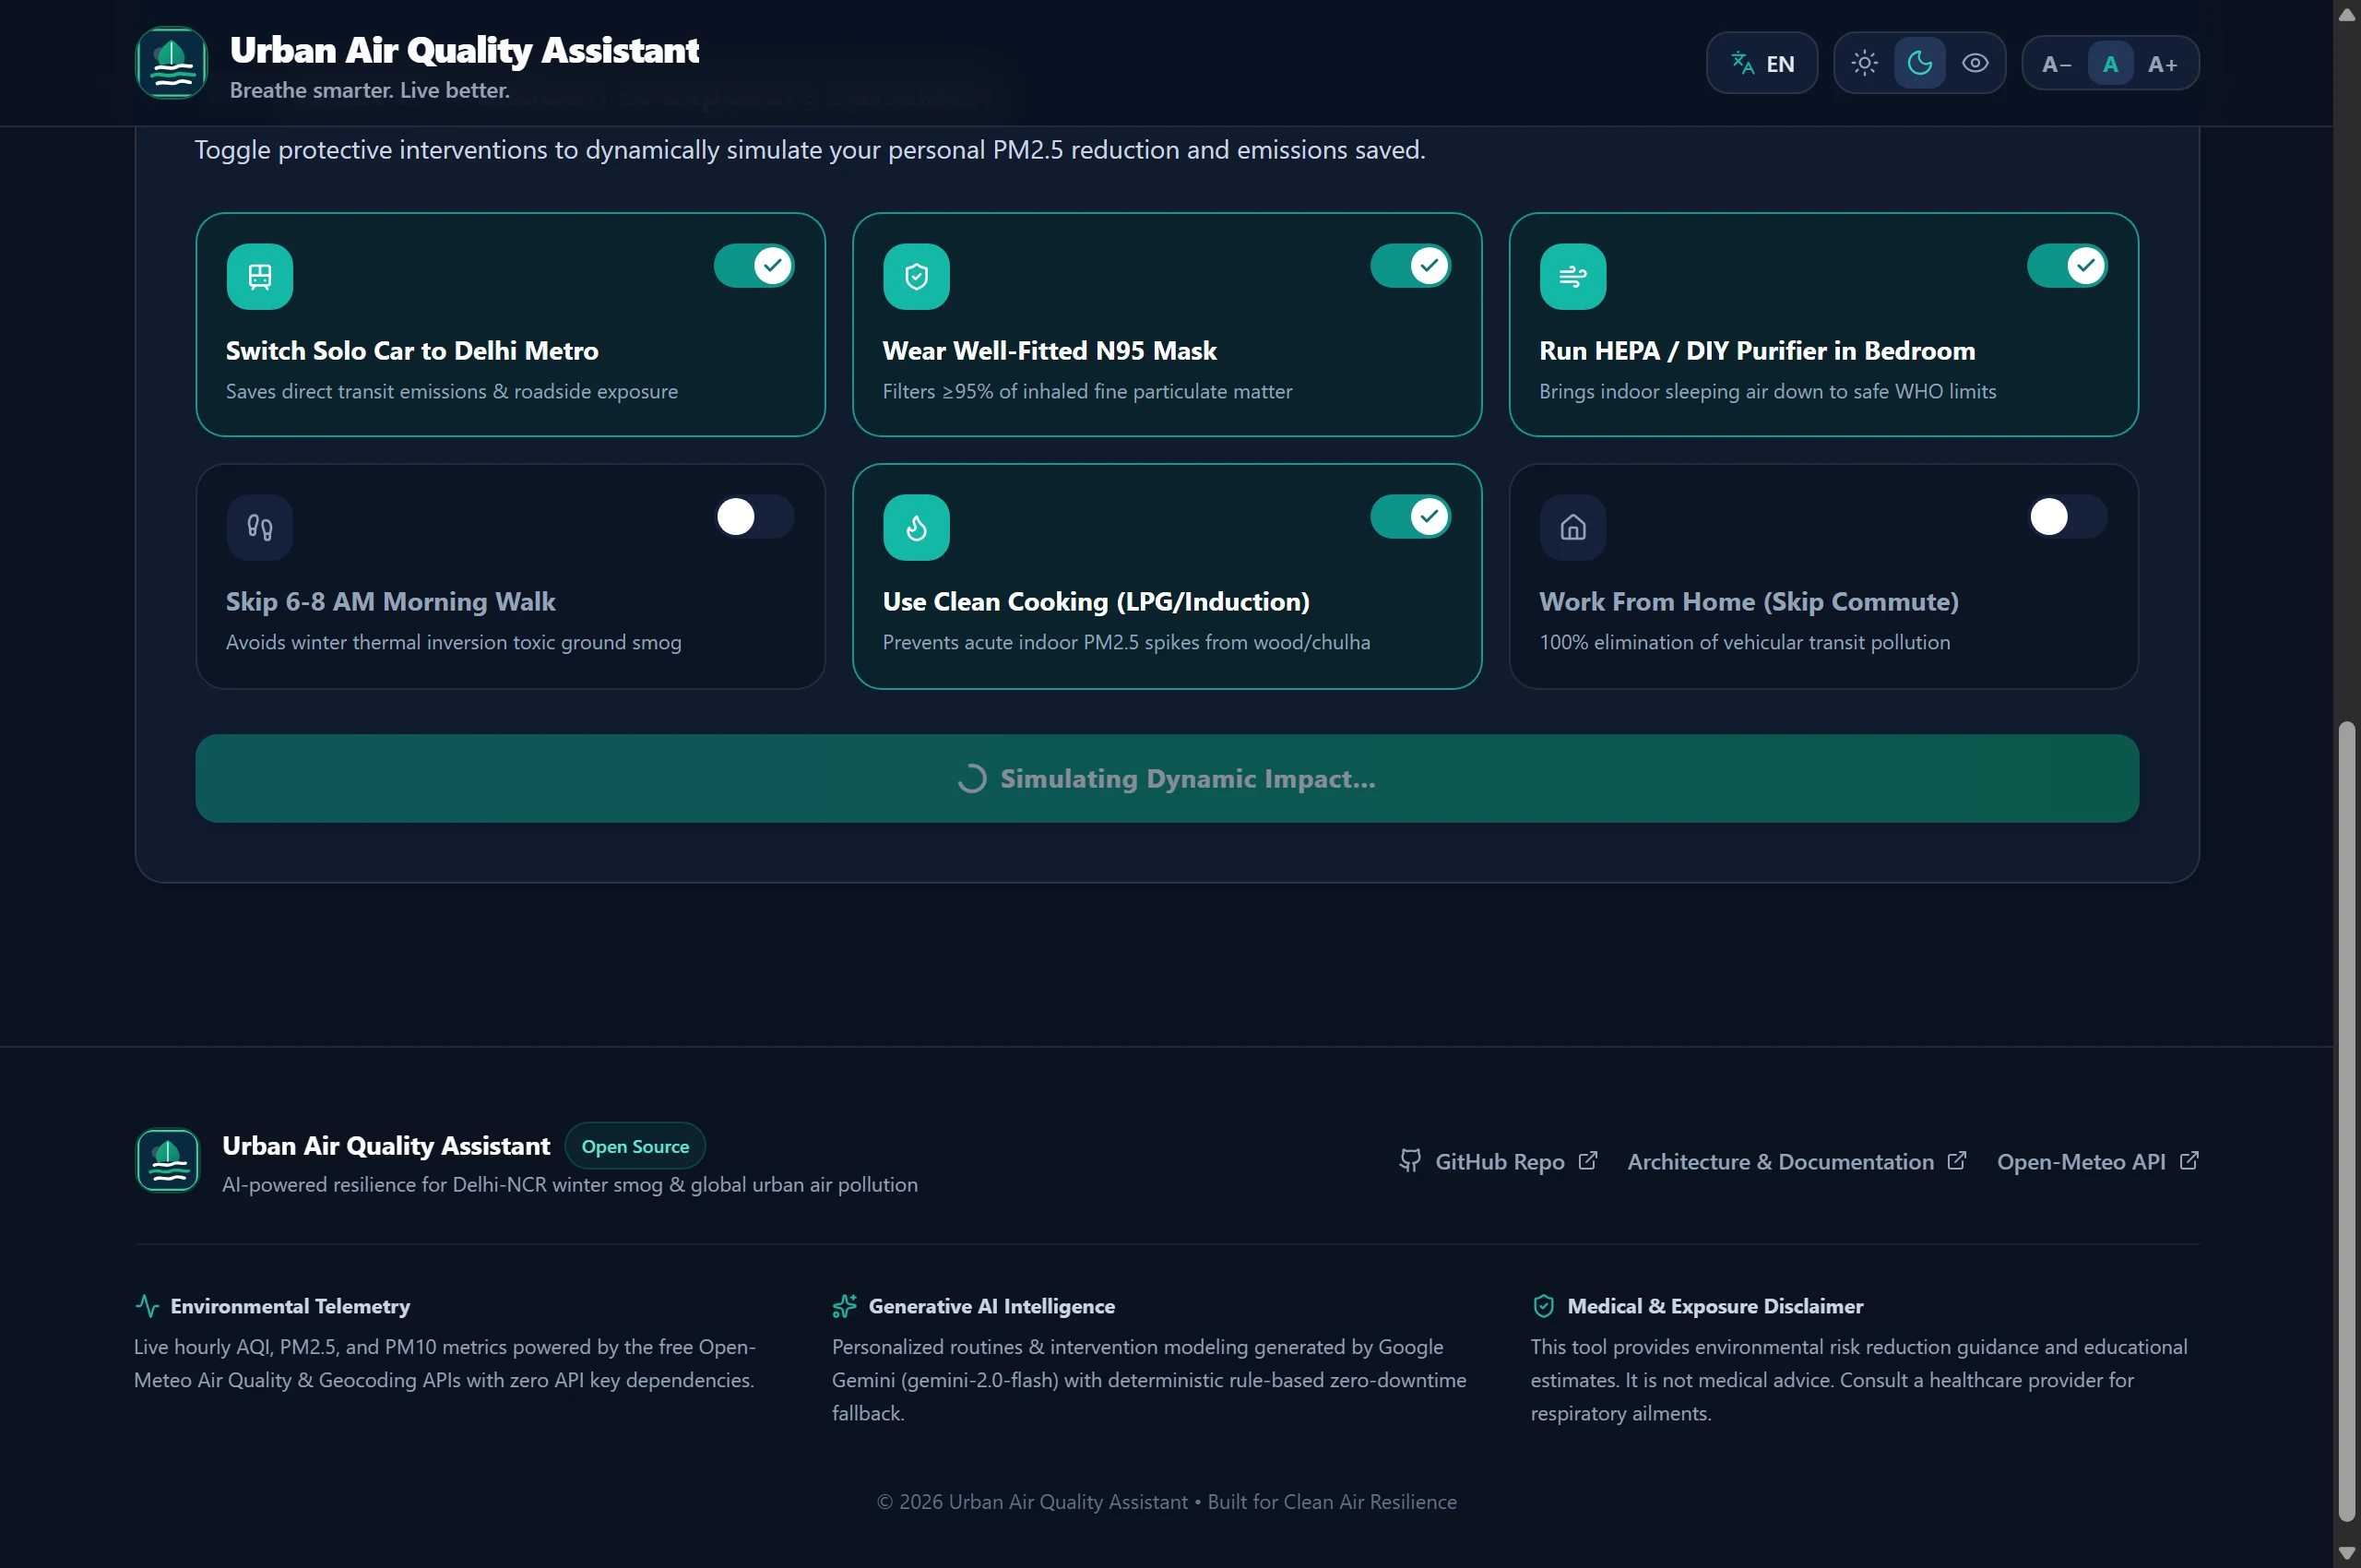 Urban Air Quality Assistant
Breathe smarter. Live better.
EN
A−
A
A+
Toggle protective interventions to dynamically simulate your personal PM2.5 reduction and emissions saved.
Switch Solo Car to Delhi Metro
Saves direct transit emissions & roadside exposure
Wear Well-Fitted N95 Mask
Filters ≥95% of inhaled fine particulate matter
Run HEPA / DIY Purifier in Bedroom
Brings indoor sleeping air down to safe WHO limits
Skip 6-8 AM Morning Walk
Avoids winter thermal inversion toxic ground smog
Use Clean Cooking (LPG/Induction)
Prevents acute indoor PM2.5 spikes from wood/chulha
Work From Home (Skip Commute)
100% elimination of vehicular transit pollution
Simulating Dynamic Impact...
Urban Air Quality Assistant
Open Source
AI-powered resilience for Delhi-NCR winter smog & global urban air pollution
GitHub Repo
Architecture & Documentation
Open-Meteo API
Environmental Telemetry
Live hourly AQI, PM2.5, and PM10 metrics powered by the free Open-
Meteo Air Quality & Geocoding APIs with zero API key dependencies.
Generative AI Intelligence
Personalized routines & intervention modeling generated by Google
Gemini (gemini-2.0-flash) with deterministic rule-based zero-downtime
fallback.
Medical & Exposure Disclaimer
This tool provides environmental risk reduction guidance and educational
estimates. It is not medical advice. Consult a healthcare provider for
respiratory ailments.
© 2026 Urban Air Quality Assistant • Built for Clean Air Resilience